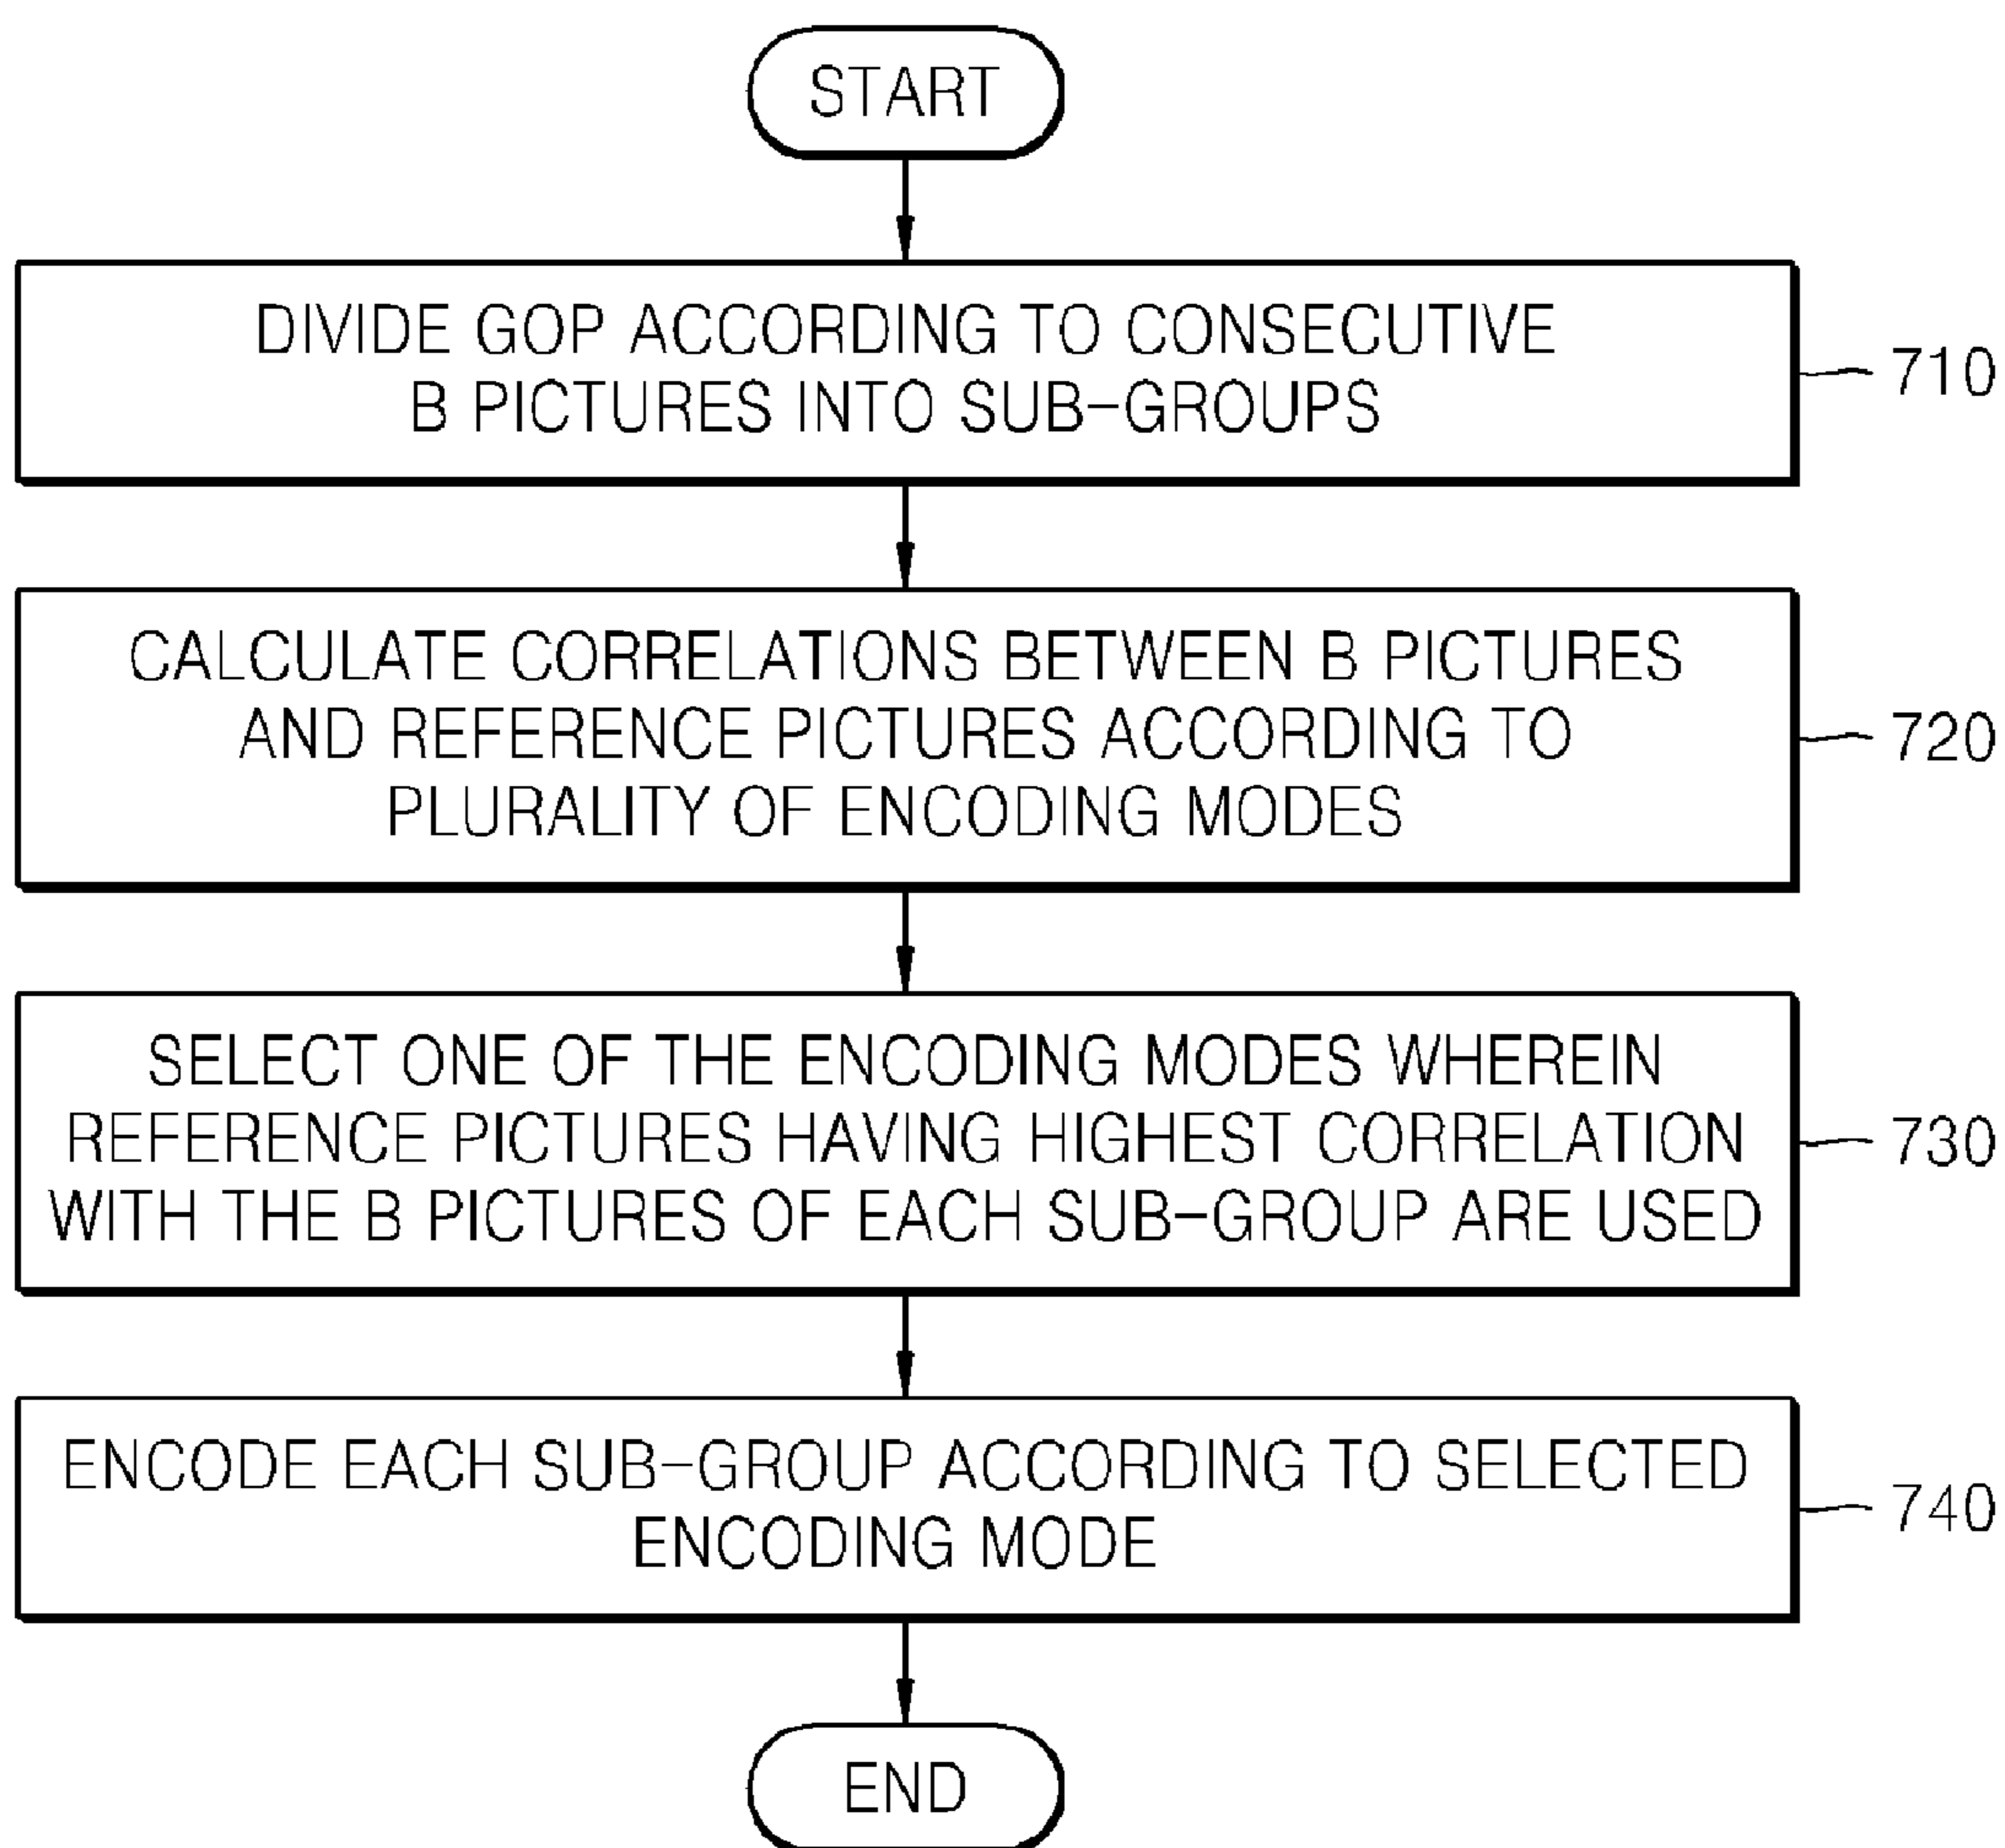 START
DIVIDE GOP ACCORDING TO CONSECUTIVE
B PICTURES INTO SUB-GROUPS
710
CALCULATE CORRELATIONS BETWEEN B PICTURES
AND REFERENCE PICTURES ACCORDING TO
PLURALITY OF ENCODING MODES
720
SELECT ONE OF THE ENCODING MODES WHEREIN
REFERENCE PICTURES HAVING HIGHEST CORRELATION
WITH THE B PICTURES OF EACH SUB-GROUP ARE USED
730
ENCODE EACH SUB-GROUP ACCORDING TO SELECTED
ENCODING MODE
740
END